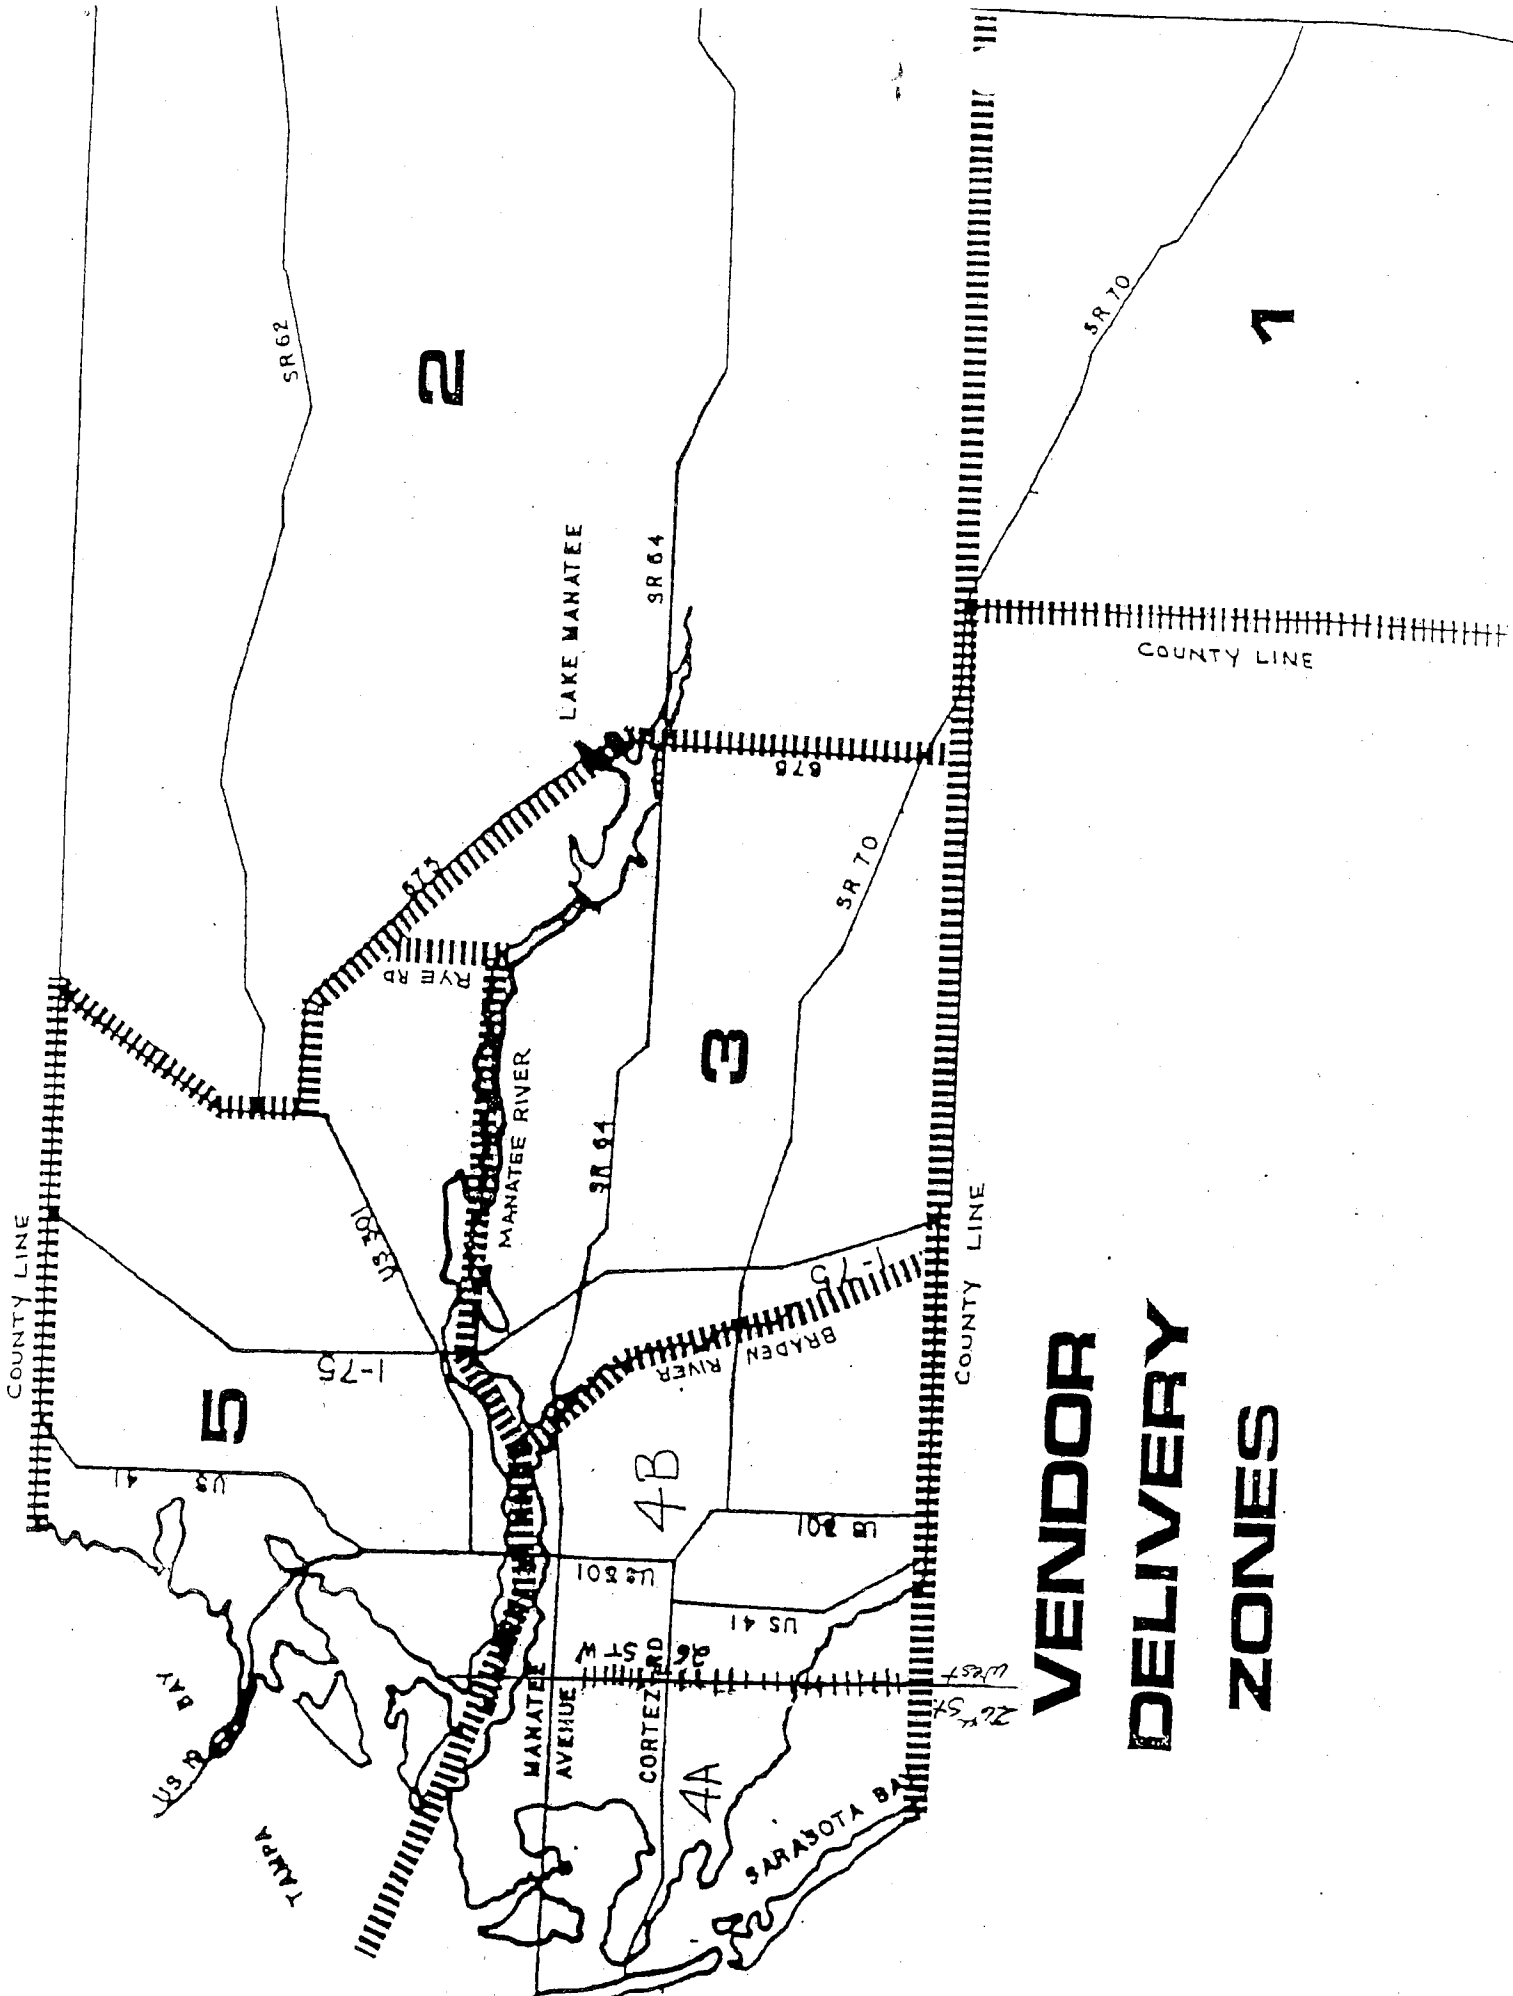 VENDOR
DELIVERY
ZONES
COUNTY LINE
TAMPA
BAY
US 19
US 41
5
I-75
US 301
SR 62
2
675
RYE RD
MANATEE RIVER
LAKE MANATEE
SR 64
SR 64
675
3
SR 70
SR 70
1
COUNTY LINE
COUNTY LINE
I-75
BRADEN RIVER
4B
US 301
US 301
US 41
26 ST W
MANATEE
AVENUE
CORTEZ RD
4A
SARASOTA BAY
26th St. West